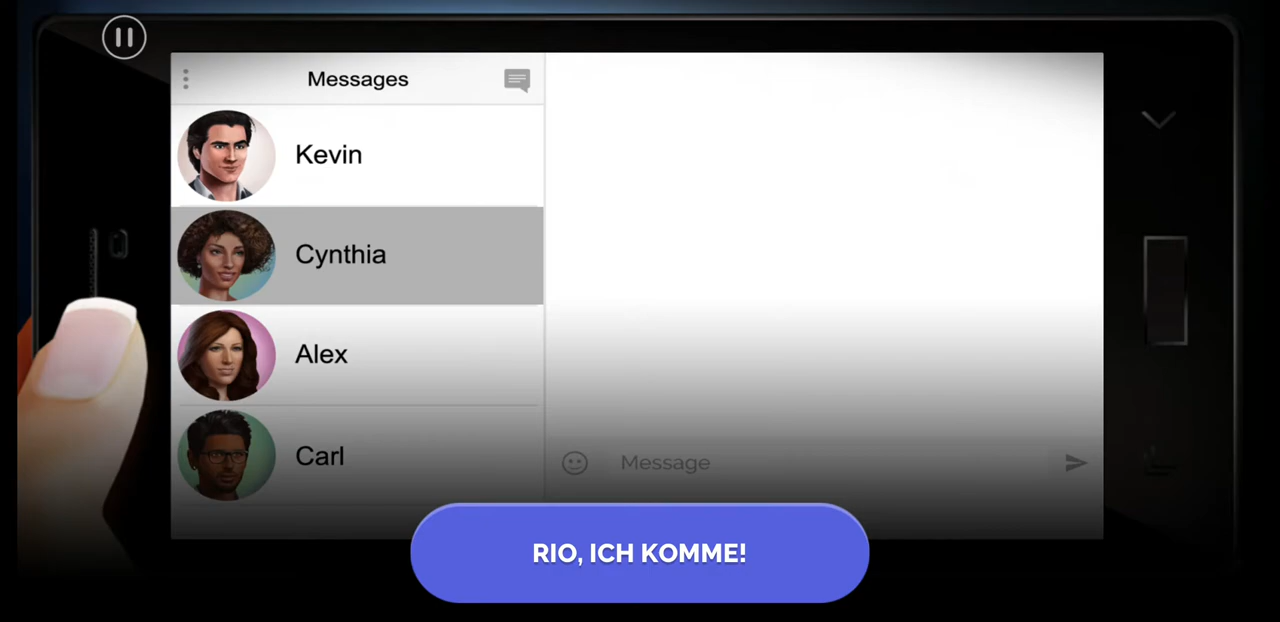 Messages
Kevin
Cynthia
Alex
Carl
Message
RIO, ICH KOMME!